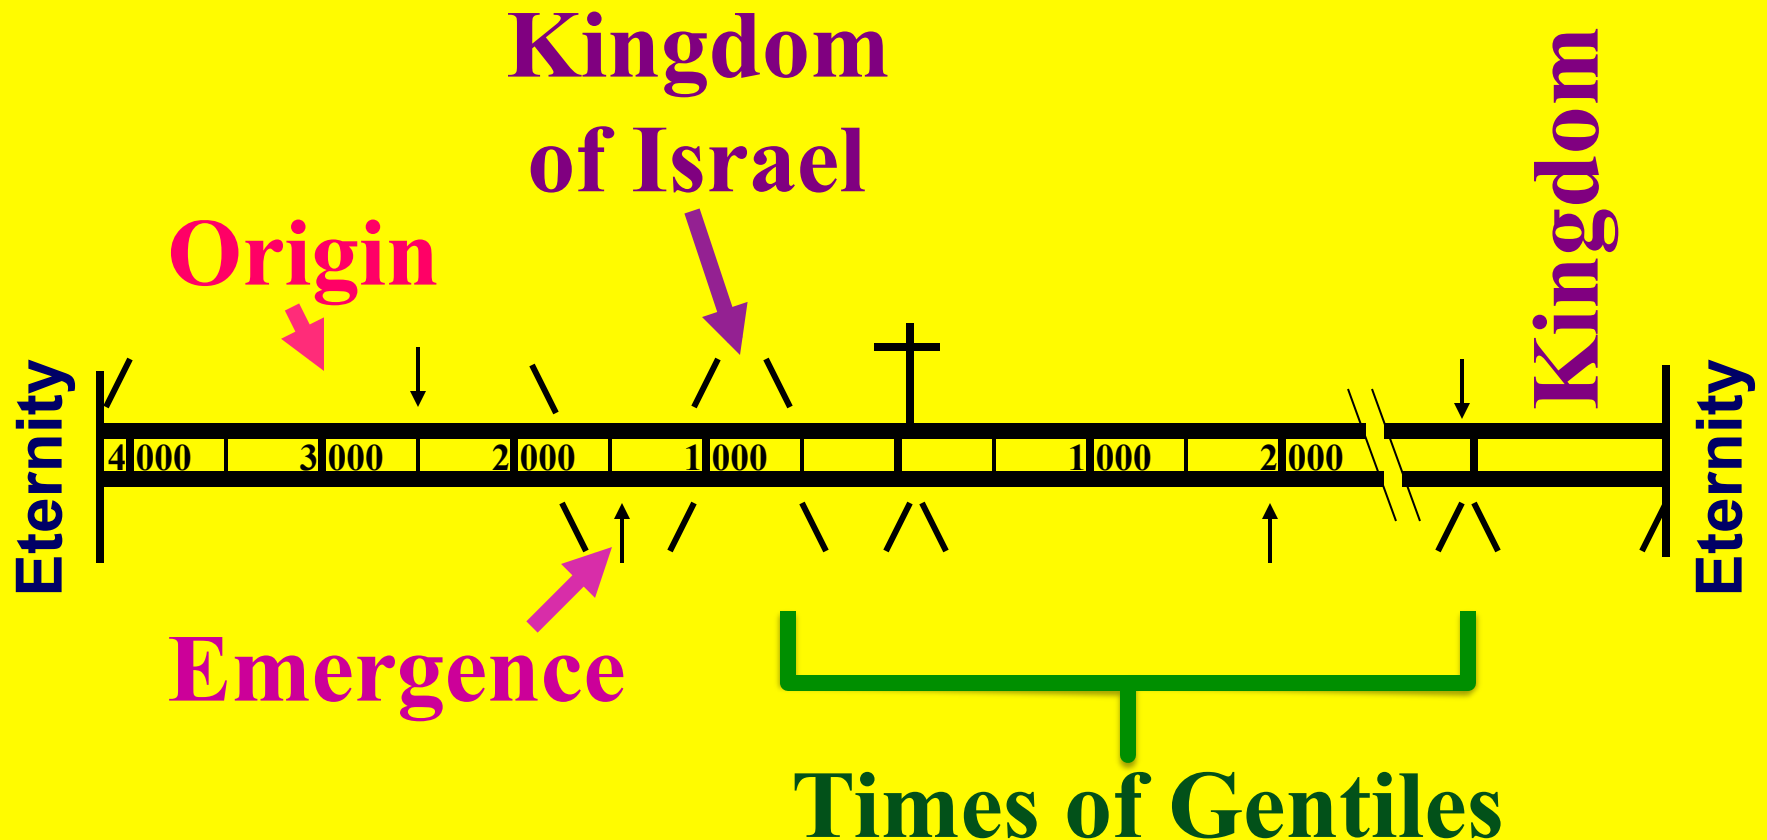 Kingdom
of Israel
Kingdom
Origin
Eternity
4 000 3 000 2 000 1 000 1 000 2 000
Eternity
Emergence
Times of Gentiles